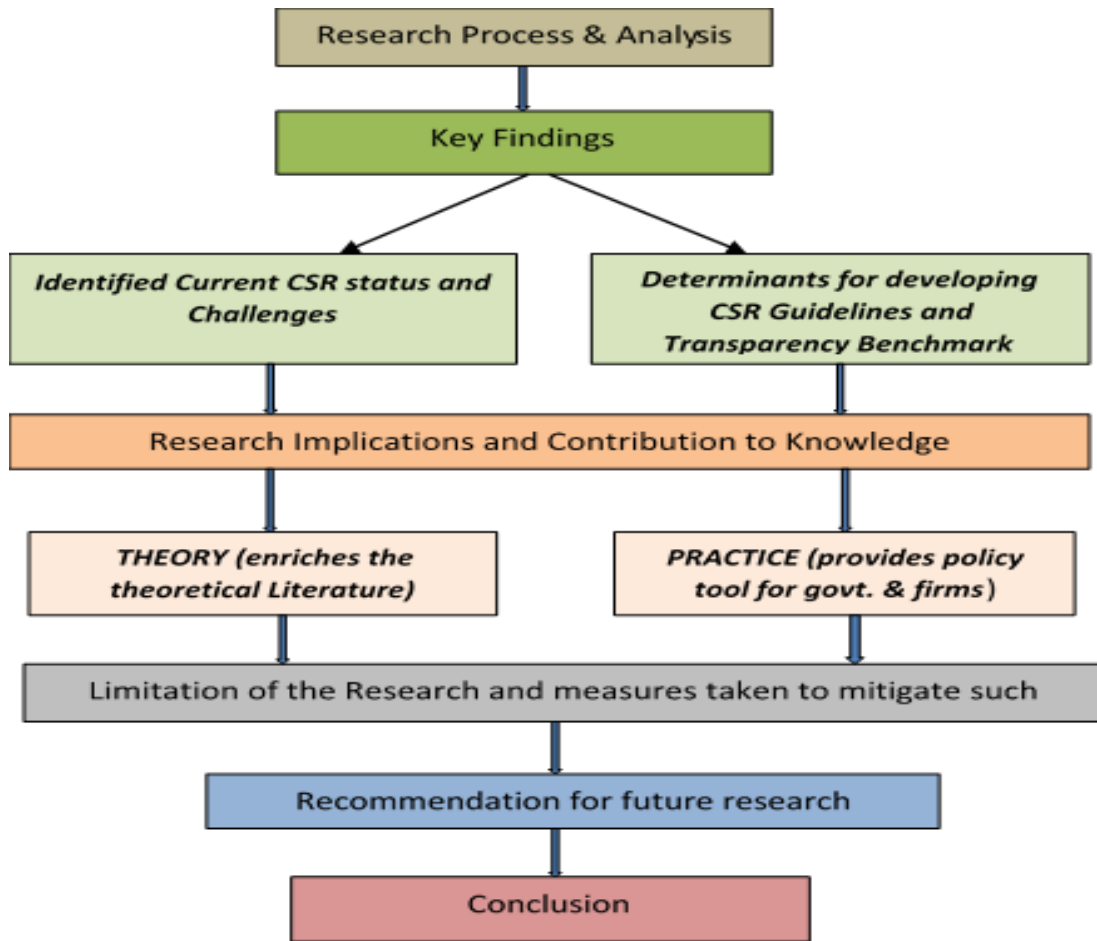 Research Process & Analysis
Key Findings
Identified Current CSR status and
Challenges
Determinants for developing
CSR Guidelines and
Transparency Benchmark
Research Implications and Contribution to Knowledge
THEORY (enriches the
theoretical Literature)
PRACTICE (provides policy
tool for govt. & firms)
Limitation of the Research and measures taken to mitigate such
Recommendation for future research
Conclusion